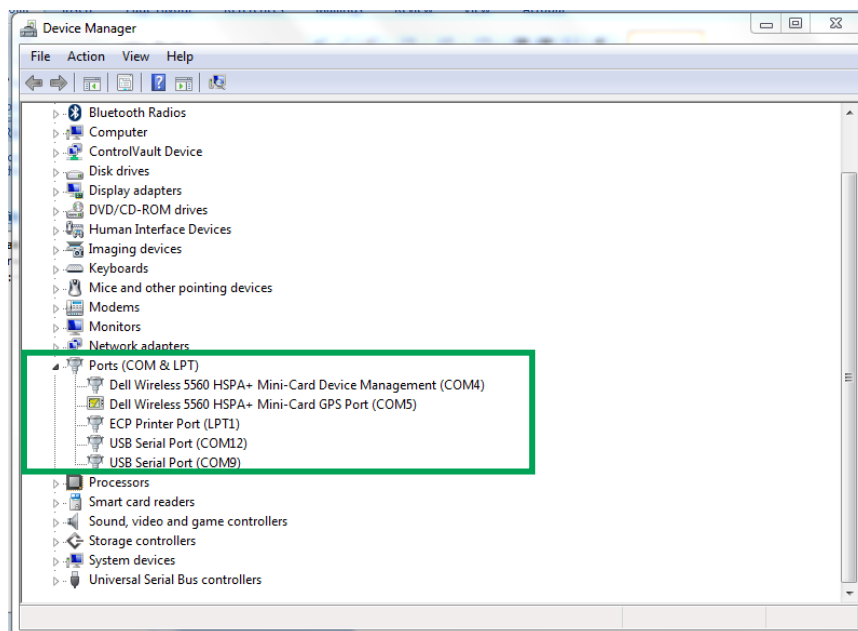 Device Manager
File Action View Help
Bluetooth Radios
Computer
ControlVault Device
Disk drives
Display adapters
DVD/CD-ROM drives
Human Interface Devices
Imaging devices
Keyboards
Mice and other pointing devices
Modems
Monitors
Network adapters
Ports (COM & LPT)
Dell Wireless 5560 HSPA+ Mini-Card Device Management (COM4)
Dell Wireless 5560 HSPA+ Mini-Card GPS Port (COM5)
ECP Printer Port (LPT1)
USB Serial Port (COM12)
USB Serial Port (COM9)
Processors
Smart card readers
Sound, video and game controllers
Storage controllers
System devices
Universal Serial Bus controllers